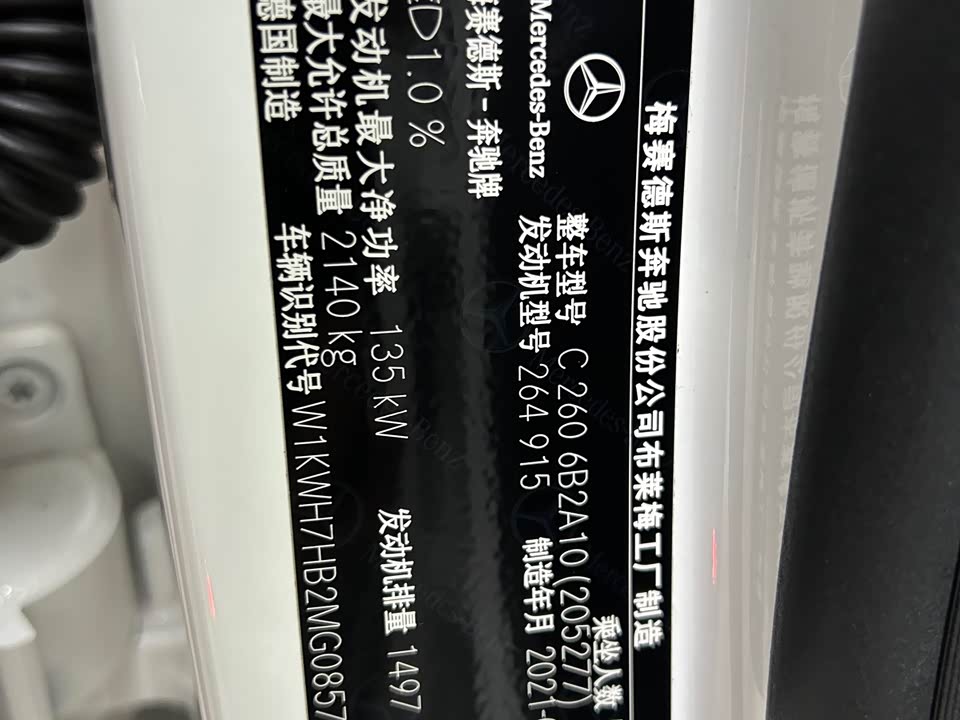 梅赛德斯奔驰股份公司布莱梅工厂制造
Mercedes-Benz
整车型号 C 260 6B2A10(205277)
乘坐人数
发动机型号 264 915
制造年月 2021-
梅赛德斯-奔驰牌
1.0 %
发动机最大净功率 135 kW
发动机排量 1497
最大允许总质量 2140 kg
德国制造
车辆识别代号 W1KWH7HB2MG0857